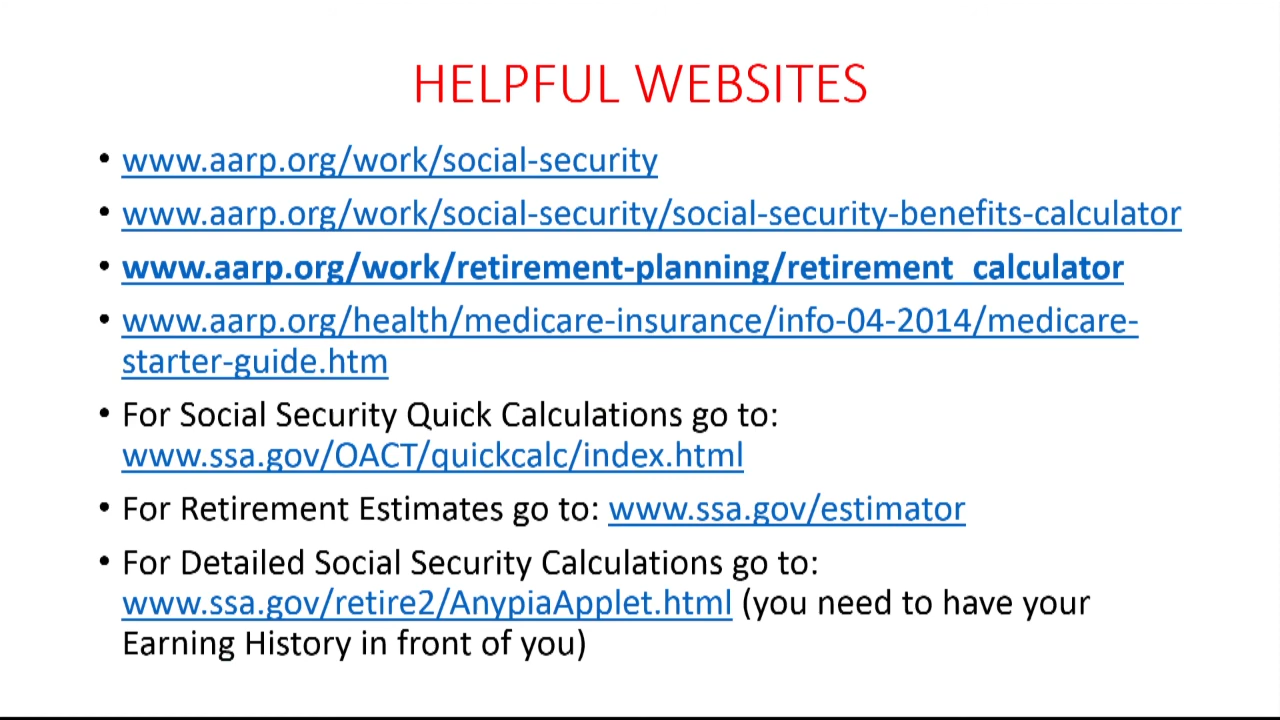 HELPFUL WEBSITES
• www.aarp.org/work/social-security
• www.aarp.org/work/social-security/social-security-benefits-calculator
• www.aarp.org/work/retirement-planning/retirement_calculator
• www.aarp.org/health/medicare-insurance/info-04-2014/medicare-
starter-guide.htm
• For Social Security Quick Calculations go to:
www.ssa.gov/OACT/quickcalc/index.html
• For Retirement Estimates go to: www.ssa.gov/estimator
• For Detailed Social Security Calculations go to:
www.ssa.gov/retire2/AnypiaApplet.html (you need to have your
Earning History in front of you)